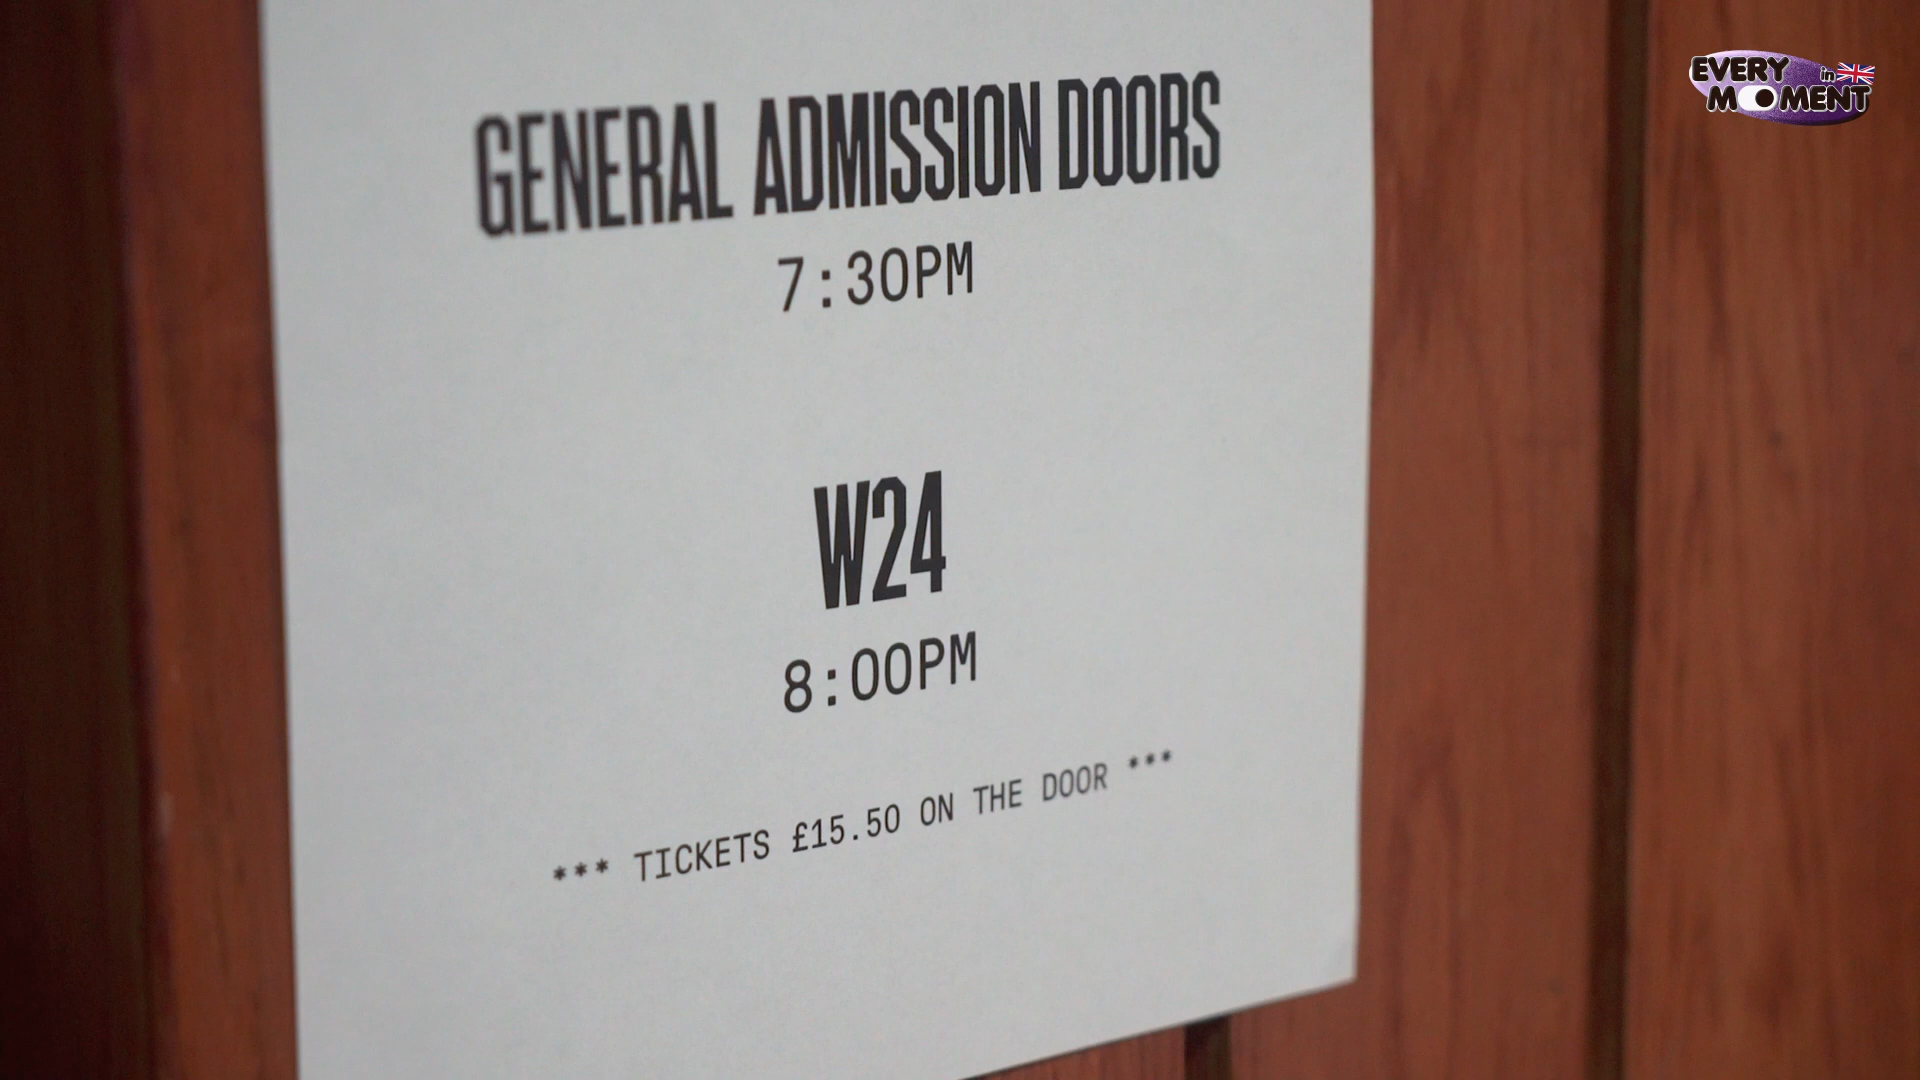 GENERAL ADMISSION DOORS
7:30PM
W24
8:00PM
*** TICKETS £15.50 ON THE DOOR ***
EVERY in
MOMENT